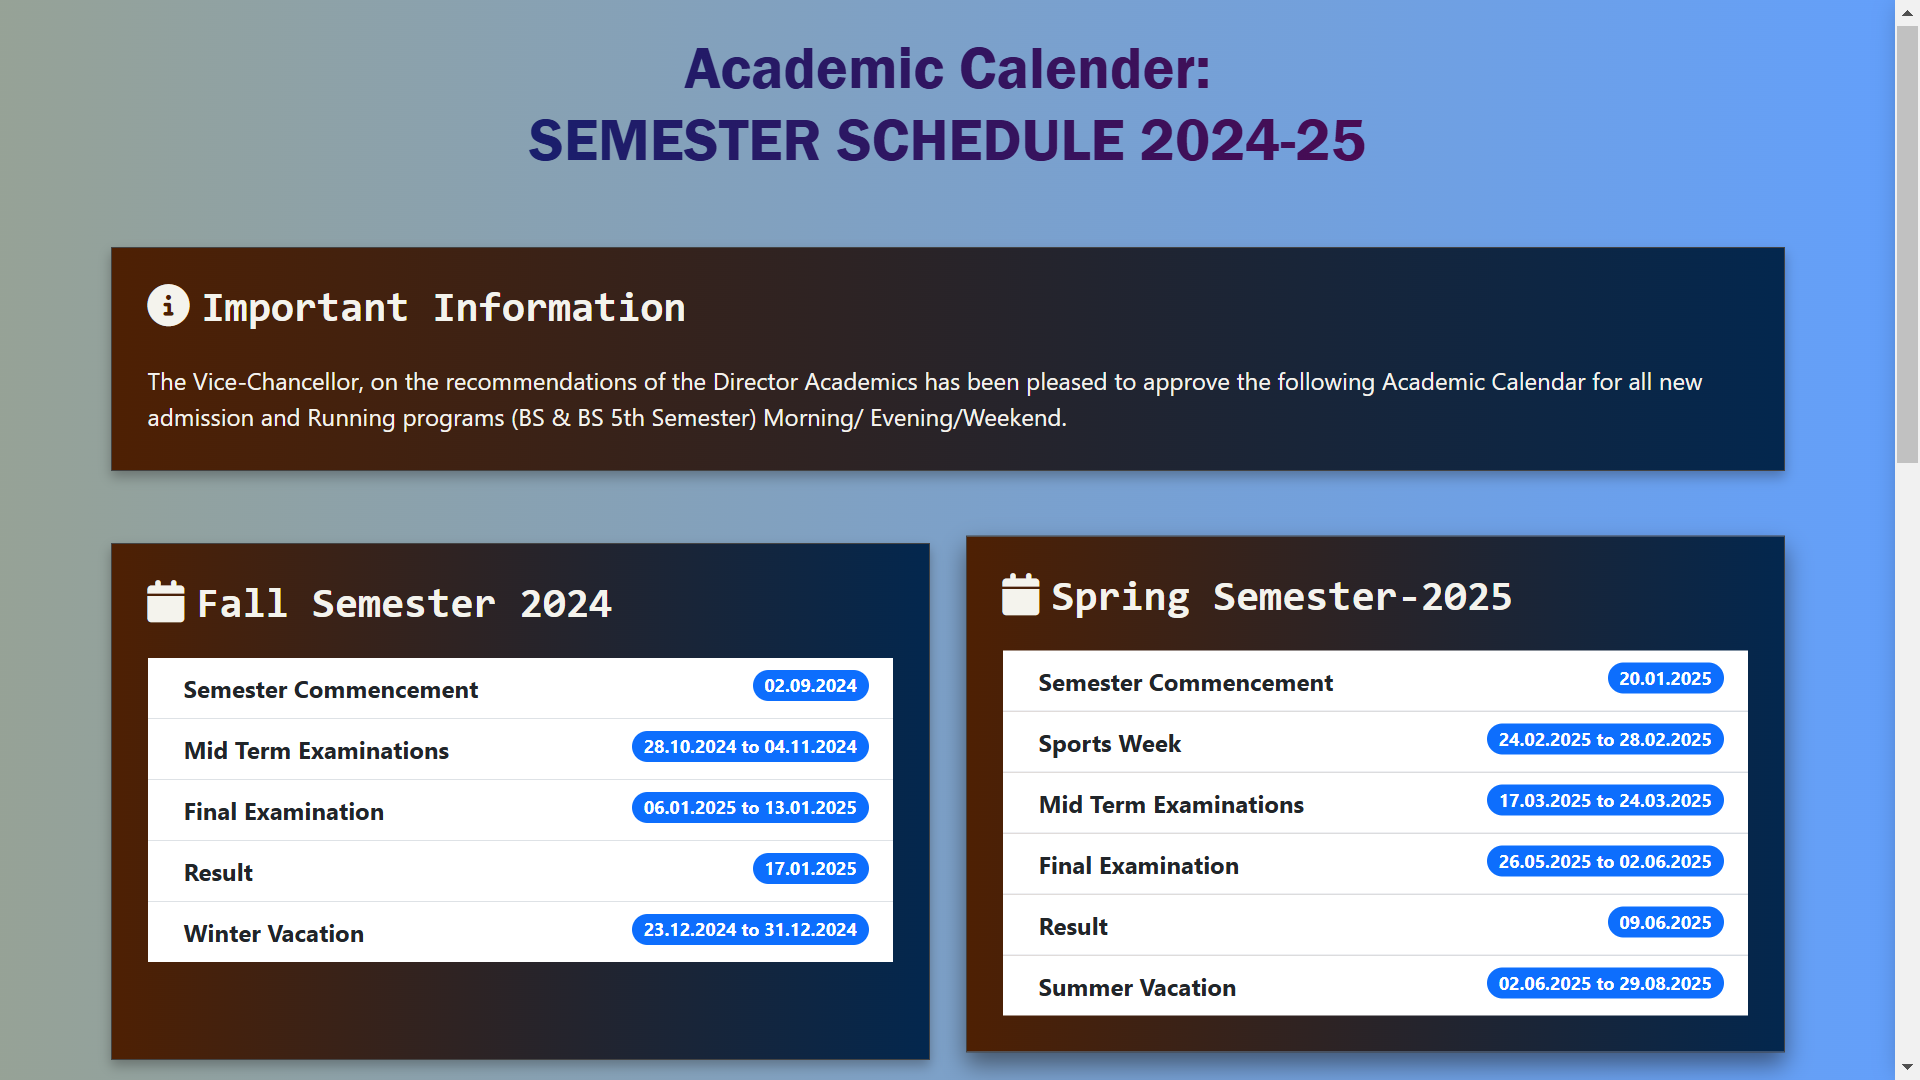 Academic Calender:
SEMESTER SCHEDULE 2024-25
Important Information
The Vice-Chancellor, on the recommendations of the Director Academics has been pleased to approve the following Academic Calendar for all new
admission and Running programs (BS & BS 5th Semester) Morning/ Evening/Weekend.
Fall Semester 2024
Semester Commencement 02.09.2024
Mid Term Examinations 28.10.2024 to 04.11.2024
Final Examination 06.01.2025 to 13.01.2025
Result 17.01.2025
Winter Vacation 23.12.2024 to 31.12.2024
Spring Semester-2025
Semester Commencement 20.01.2025
Sports Week 24.02.2025 to 28.02.2025
Mid Term Examinations 17.03.2025 to 24.03.2025
Final Examination 26.05.2025 to 02.06.2025
Result 09.06.2025
Summer Vacation 02.06.2025 to 29.08.2025